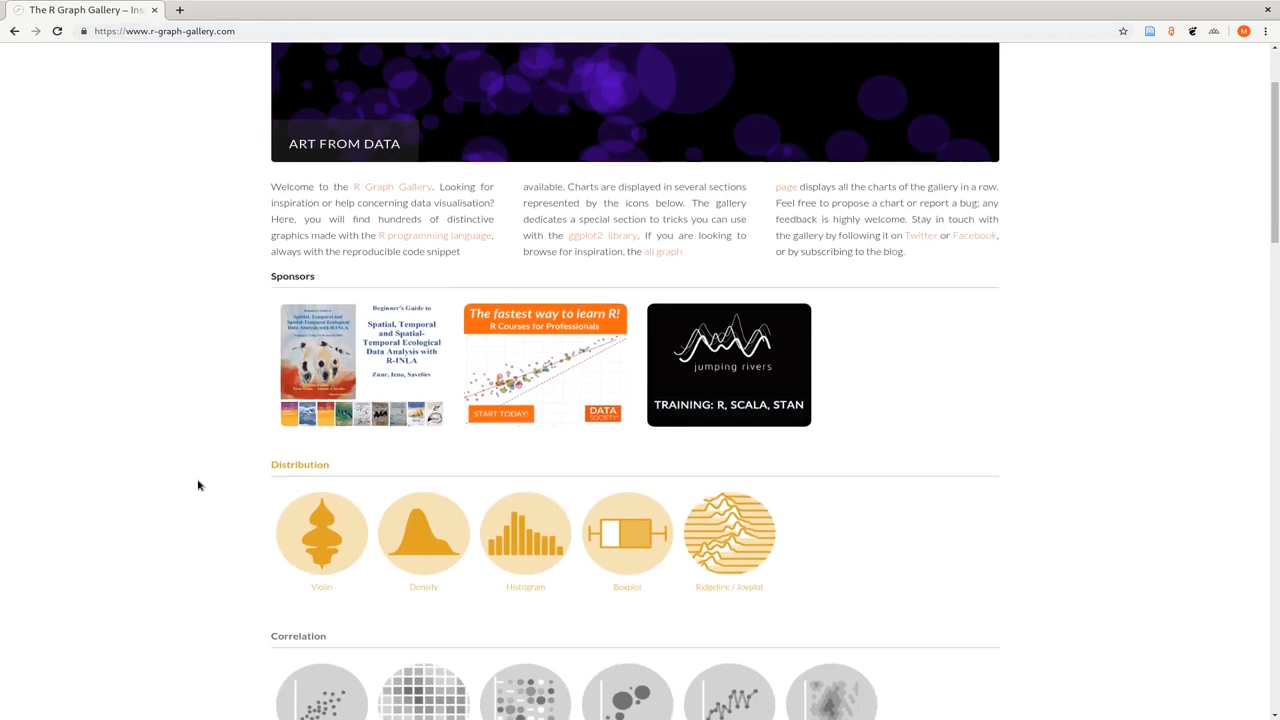 The R Graph Gallery – Ins
https://www.r-graph-gallery.com
M
ART FROM DATA
Welcome to the R Graph Gallery. Looking for
inspiration or help concerning data visualisation?
Here, you will find hundreds of distinctive
graphics made with the R programming language,
always with the reproducible code snippet
available. Charts are displayed in several sections
represented by the icons below. The gallery
dedicates a special section to tricks you can use
with the ggplot2 library. If you are looking to
browse for inspiration, the all graph
page displays all the charts of the gallery in a row.
Feel free to propose a chart or report a bug; any
feedback is highly welcome. Stay in touch with
the gallery by following it on Twitter or Facebook,
or by subscribing to the blog.
Sponsors
Beginner's Guide to
Spatial, Temporal
and Spatial-
Temporal Ecological
Data Analysis with
R-INLA
Zuur, Ieno, Saveliev
The fastest way to learn R!
R Courses for Professionals
START TODAY!
DATA
SOCIETY
jumping rivers
TRAINING: R, SCALA, STAN
Distribution
Violin
Density
Histogram
Boxplot
Ridgeline / Joyplot
Correlation